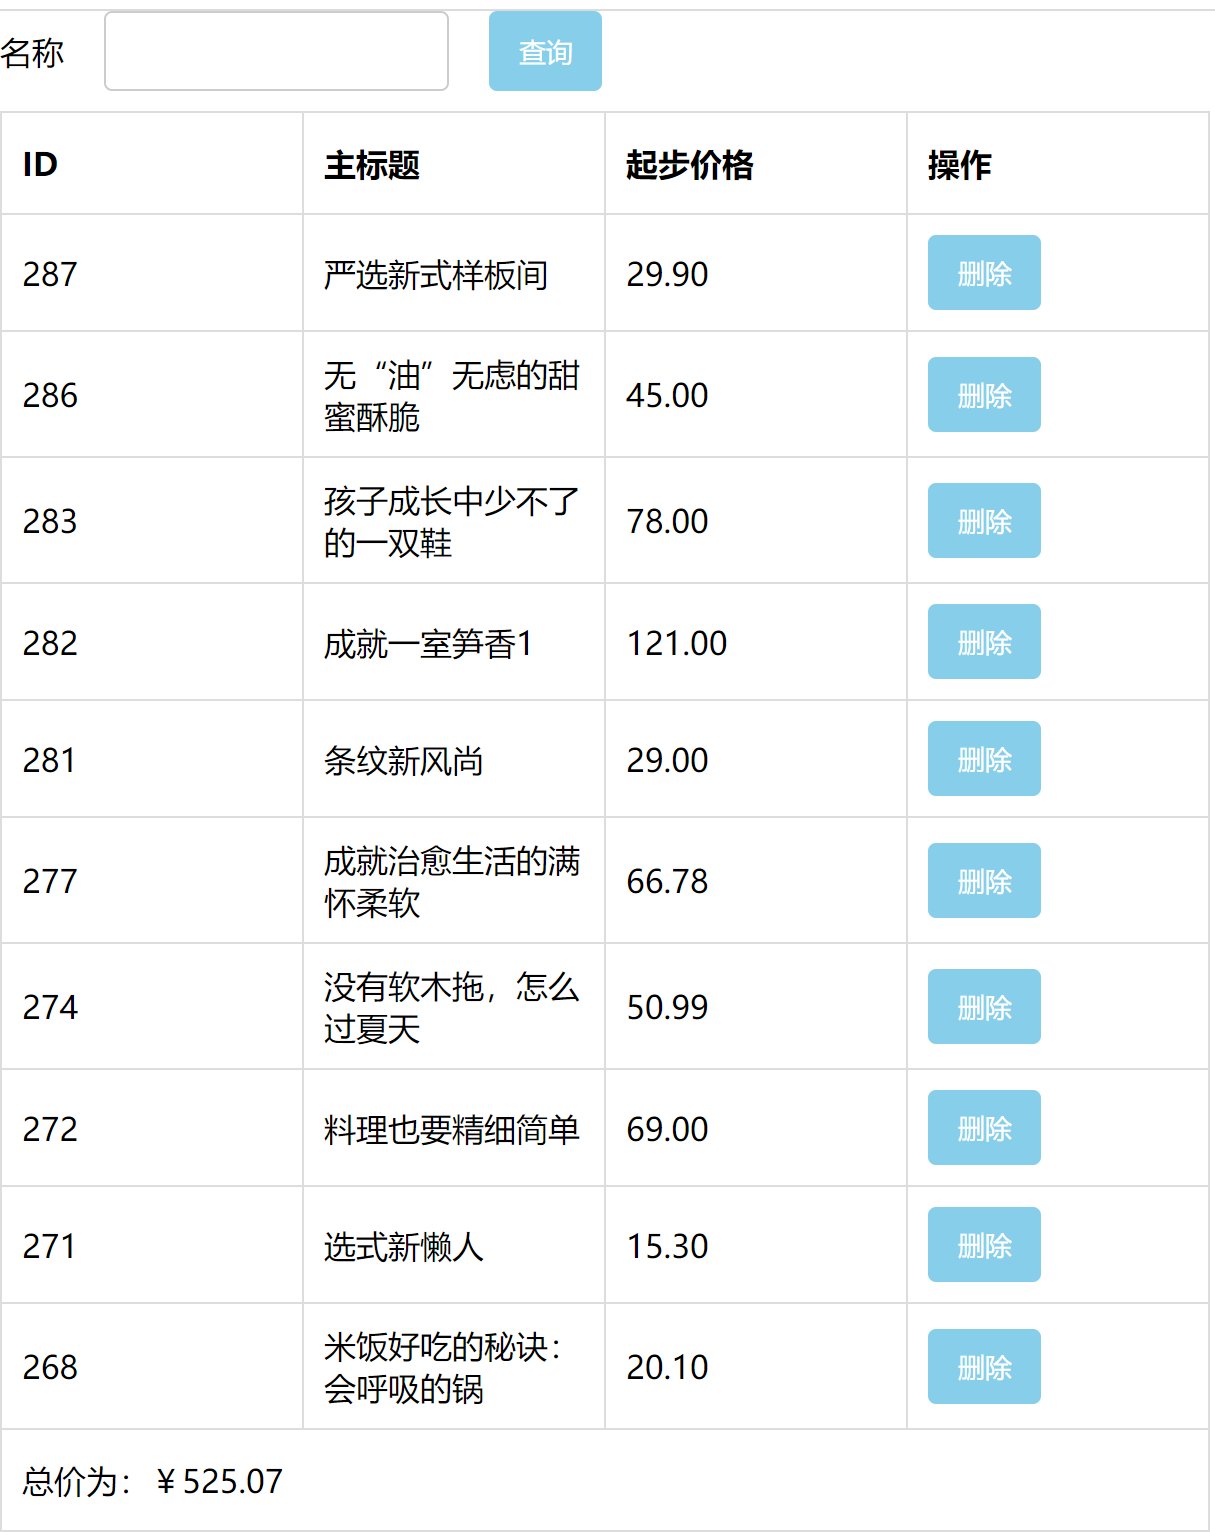 名称 查询
ID 主标题 起步价格 操作
287 严选新式样板间 29.90 删除
286 无“油”无虑的甜
蜜酥脆 45.00 删除
283 孩子成长中少不了
的一双鞋 78.00 删除
282 成就一室笋香1 121.00 删除
281 条纹新风尚 29.00 删除
277 成就治愈生活的满
怀柔软 66.78 删除
274 没有软木拖，怎么
过夏天 50.99 删除
272 料理也要精细简单 69.00 删除
271 选式新懒人 15.30 删除
268 米饭好吃的秘诀：
会呼吸的锅 20.10 删除
总价为：￥525.07